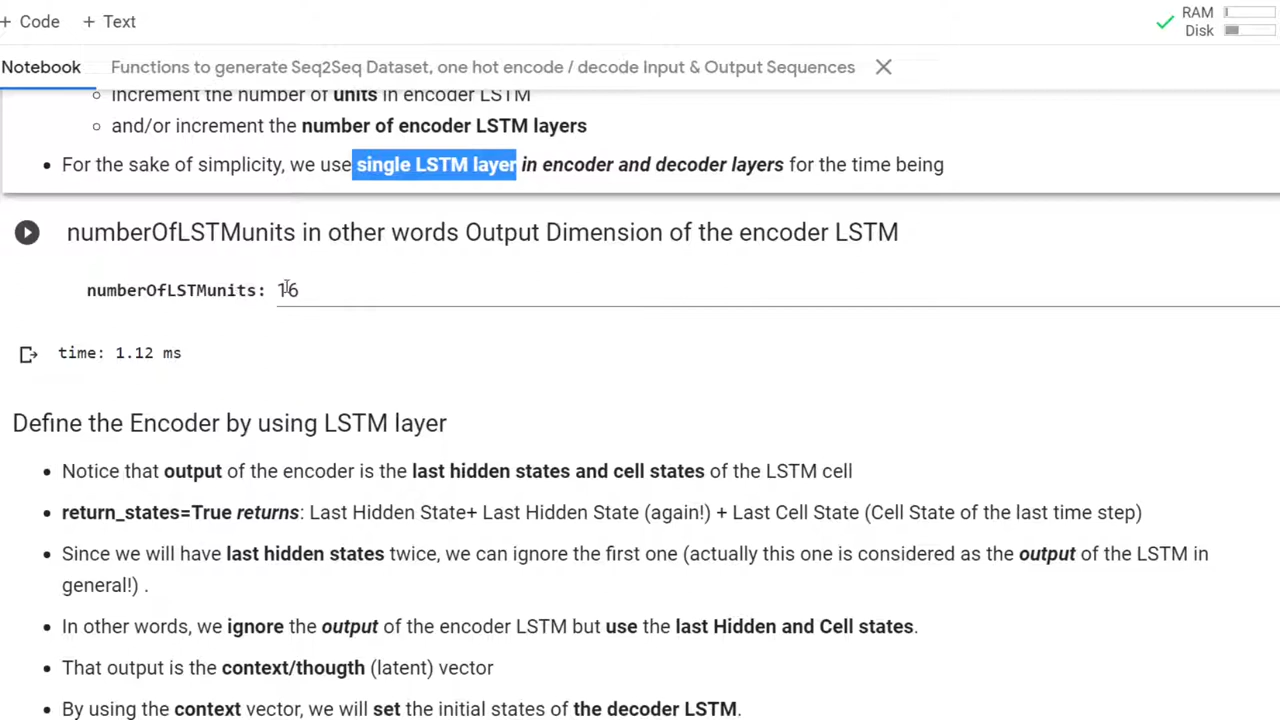 + Code + Text
RAM
Disk
Notebook Functions to generate Seq2Seq Dataset, one hot encode / decode Input & Output Sequences
increment the number of units in encoder LSTM
and/or increment the number of encoder LSTM layers
For the sake of simplicity, we use single LSTM layer in encoder and decoder layers for the time being
numberOfLSTMunits in other words Output Dimension of the encoder LSTM
numberOfLSTMunits: 16
time: 1.12 ms
Define the Encoder by using LSTM layer
Notice that output of the encoder is the last hidden states and cell states of the LSTM cell
return_states=True returns: Last Hidden State+ Last Hidden State (again!) + Last Cell State (Cell State of the last time step)
Since we will have last hidden states twice, we can ignore the first one (actually this one is considered as the output of the LSTM in
general!) .
In other words, we ignore the output of the encoder LSTM but use the last Hidden and Cell states.
That output is the context/thougth (latent) vector
By using the context vector, we will set the initial states of the decoder LSTM.